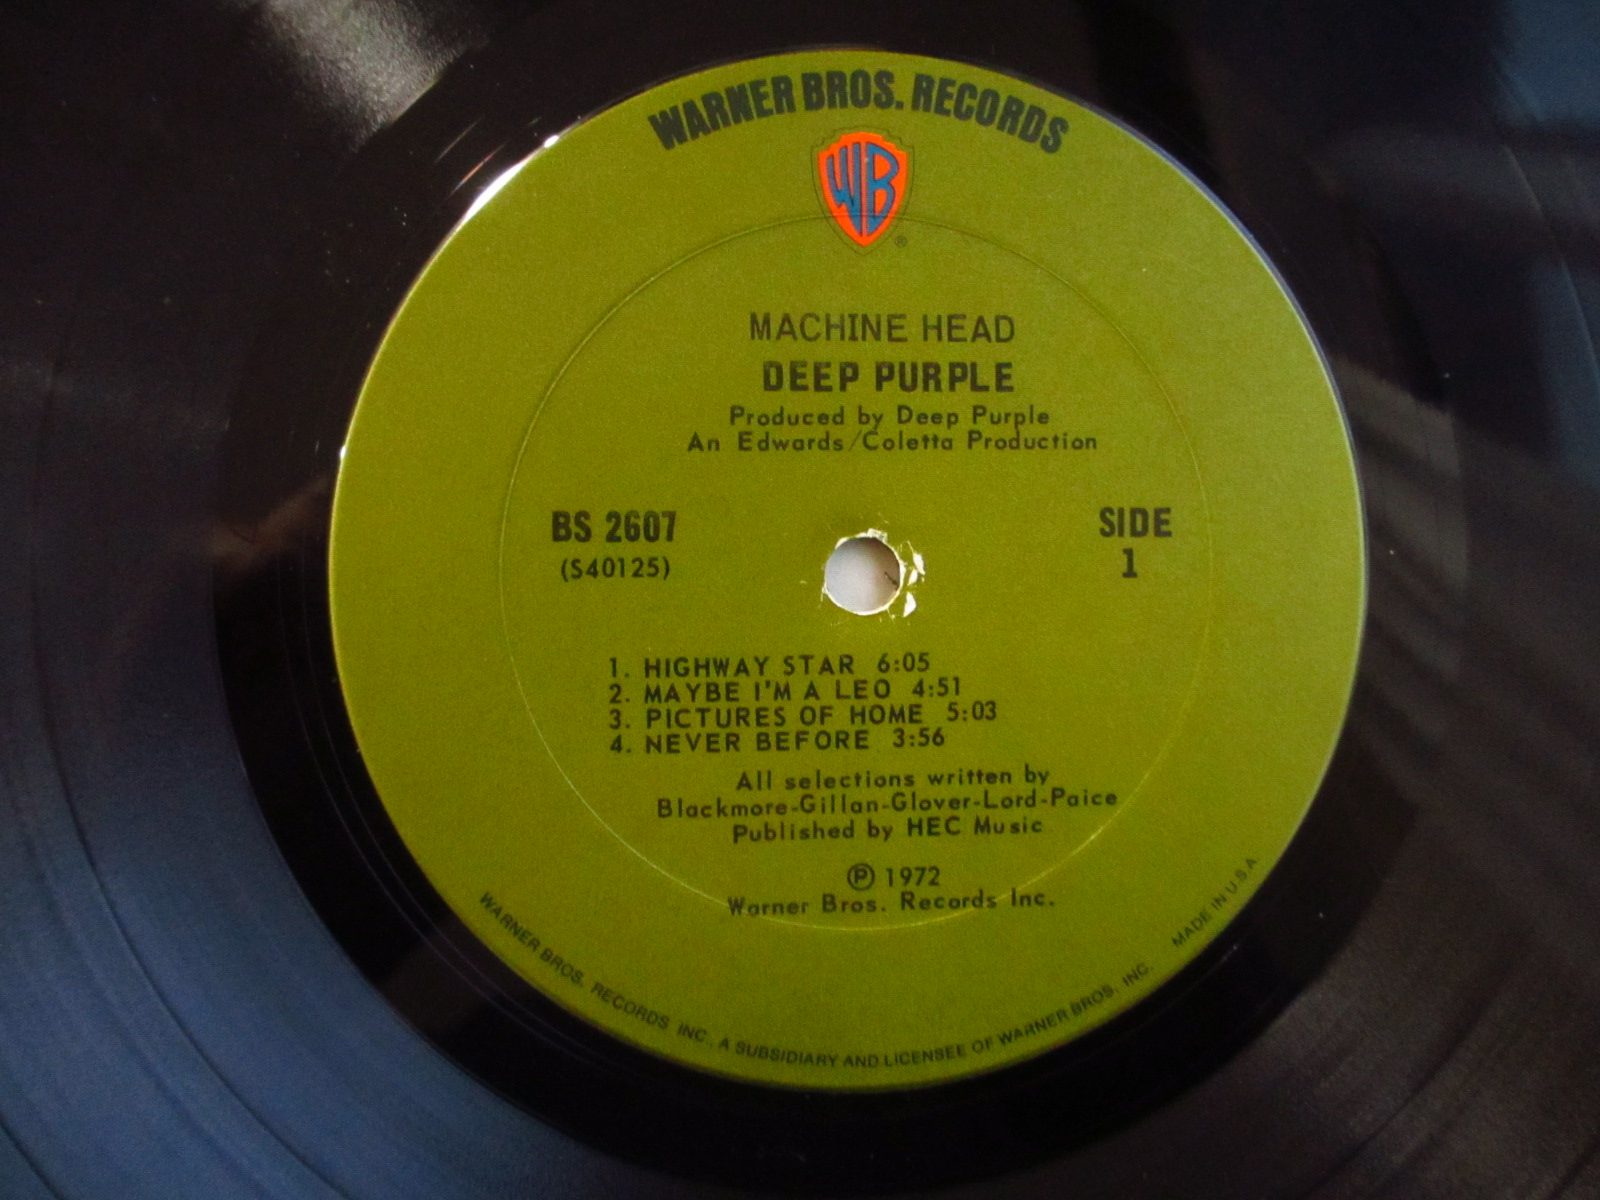 WARNER BROS. RECORDS
WB
®
MACHINE HEAD
DEEP PURPLE
Produced by Deep Purple
An Edwards/Coletta Production
BS 2607
(S40125)
SIDE
1
1. HIGHWAY STAR 6:05
2. MAYBE I'M A LEO 4:51
3. PICTURES OF HOME 5:03
4. NEVER BEFORE 3:56
All selections written by
Blackmore-Gillan-Glover-Lord-Paice
Published by HEC Music
℗ 1972
Warner Bros. Records Inc.
WARNER BROS. RECORDS INC., A SUBSIDIARY AND LICENSEE OF WARNER BROS. INC.
MADE IN U.S.A.